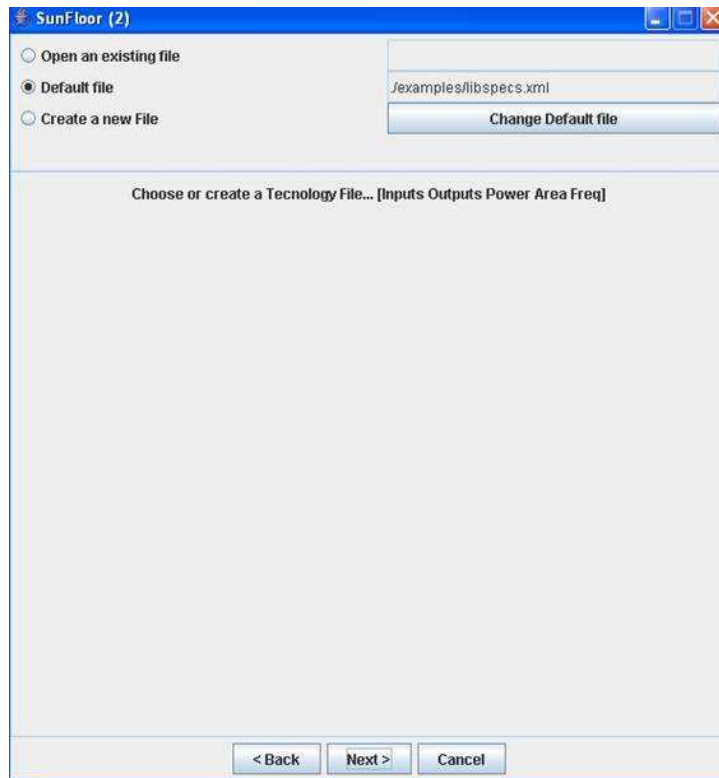 SunFloor (2)
Open an existing file
Default file
./examples/libspecs.xml
Create a new File
Change Default file
Choose or create a Tecnology File... [Inputs Outputs Power Area Freq]
< Back
Next >
Cancel